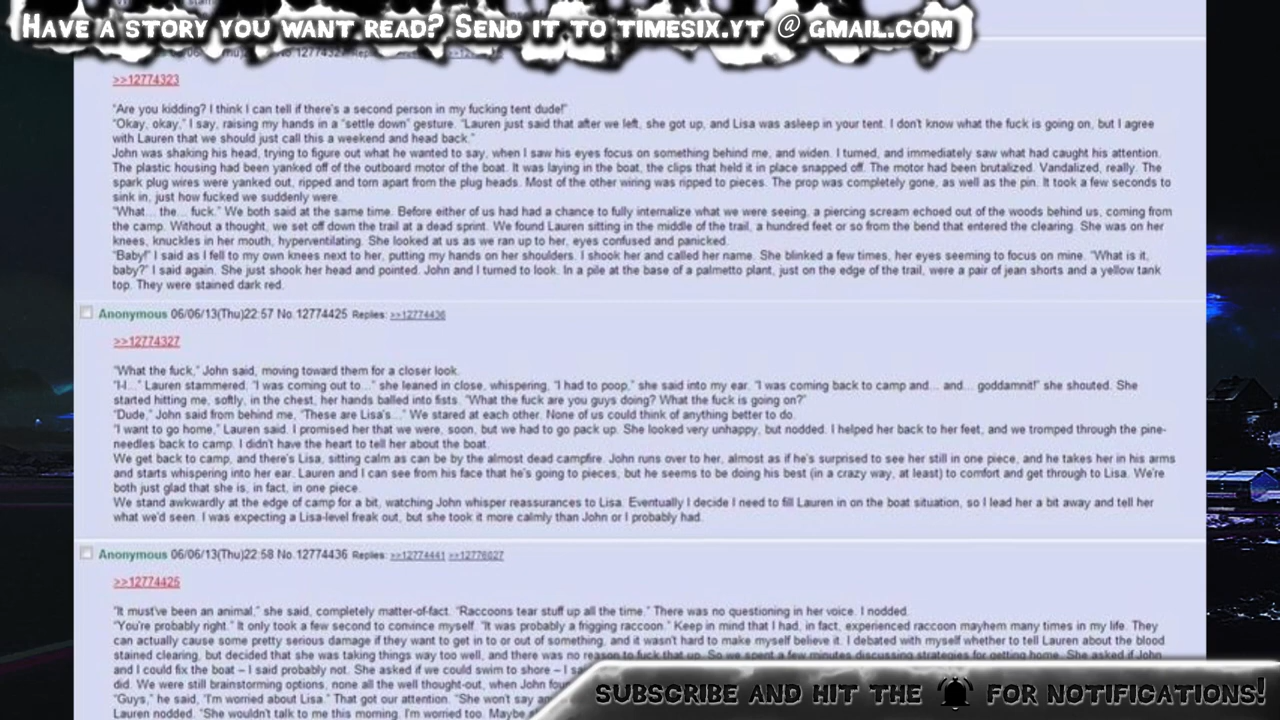 Have a story you want read? Send it to timesix.yt @ gmail.com
>>12774323
"Are you kidding? I think I can tell if there's a second person in my fucking tent dude!"
"Okay, okay," I say, raising my hands in a "settle down" gesture. "Lauren just said that after we left, she got up, and Lisa was asleep in your tent. I don't know what the fuck is going on, but I agree
with Lauren that we should just call this a weekend and head back."
John was shaking his head, trying to figure out what he wanted to say, when I saw his eyes focus on something behind me, and widen. I turned, and immediately saw what had caught his attention.
The plastic housing had been yanked off of the outboard motor of the boat. It was laying in the boat, the clips that held it in place snapped off. The motor had been brutalized. Vandalized, really. The
spark plug wires were yanked out, ripped and torn apart from the plug heads. Most of the other wiring was ripped to pieces. The prop was completely gone, as well as the pin. It took a few seconds to
sink in, just how fucked we suddenly were.
"What... the... fuck." We both said at the same time. Before either of us had had a chance to fully internalize what we were seeing, a piercing scream echoed out of the woods behind us, coming from
the camp. Without a thought, we set off down the trail at a dead sprint. We found Lauren sitting in the middle of the trail, a hundred feet or so from the bend that entered the clearing. She was on her
knees, knuckles in her mouth, hyperventilating. She looked at us as we ran up to her, eyes confused and panicked.
"Baby!" I said as I fell to my own knees next to her, putting my hands on her shoulders. I shook her and called her name. She blinked a few times, her eyes seeming to focus on mine. "What is it,
baby?" I said again. She just shook her head and pointed. John and I turned to look. In a pile at the base of a palmetto plant, just on the edge of the trail, were a pair of jean shorts and a yellow tank
top. They were stained dark red.
Anonymous 06/06/13(Thu)22:57 No.12774425 Replies: >>12774436
>>12774327
"What the fuck," John said, moving toward them for a closer look.
"I-I..." Lauren stammered, "I was coming out to..." she leaned in close, whispering, "I had to poop," she said into my ear. "I was coming back to camp and... and... goddamnit!" she shouted. She
started hitting me, softly, in the chest, her hands balled into fists. "What the fuck are you guys doing? What the fuck is going on?"
"Dude," John said from behind me, "These are Lisa's..." We stared at each other. None of us could think of anything better to do.
"I want to go home," Lauren said. I promised her that we were, soon, but we had to go pack up. She looked very unhappy, but nodded. I helped her back to her feet, and we tromped through the pine-
needles back to camp. I didn't have the heart to tell her about the boat.
We get back to camp, and there's Lisa, sitting calm as can be by the almost dead campfire. John runs over to her, almost as if he's surprised to see her still in one piece, and he takes her in his arms
and starts whispering into her ear. Lauren and I can see from his face that he's going to pieces, but he seems to be doing his best (in a crazy way, at least) to comfort and get through to Lisa. We're
both just glad that she is, in fact, in one piece.
We stand awkwardly at the edge of camp for a bit, watching John whisper reassurances to Lisa. Eventually I decide I need to fill Lauren in on the boat situation, so I lead her a bit away and tell her
what we'd seen. I was expecting a Lisa-level freak out, but she took it more calmly than John or I probably had.
Anonymous 06/06/13(Thu)22:58 No.12774436 Replies: >>12774441 >>12776027
>>12774425
"It must've been an animal," she said, completely matter-of-fact. "Raccoons tear stuff up all the time." There was no questioning in her voice. I nodded.
"You're probably right." It only took a few second to convince myself. "It was probably a frigging raccoon." Keep in mind that I had, in fact, experienced raccoon mayhem many times in my life. They
can actually cause some pretty serious damage if they want to get in to or out of something, and it wasn't hard to make myself believe it. I debated with myself whether to tell Lauren about the blood
stained clearing, but decided that she was taking things way too well, and there was no reason to fuck that up. So we spent a few minutes discussing strategies for getting home. She asked if John
and I could fix the boat – I said probably not. She asked if we could swim to shore – I
did. We were still brainstorming options, none all the well thought-out, when John
"Guys," he said, "I'm worried about Lisa." That got our attention. "She won't say
Lauren nodded. "She wouldn't talk to me this morning. I'm worried too. Maybe
Subscribe and hit the for notifications!